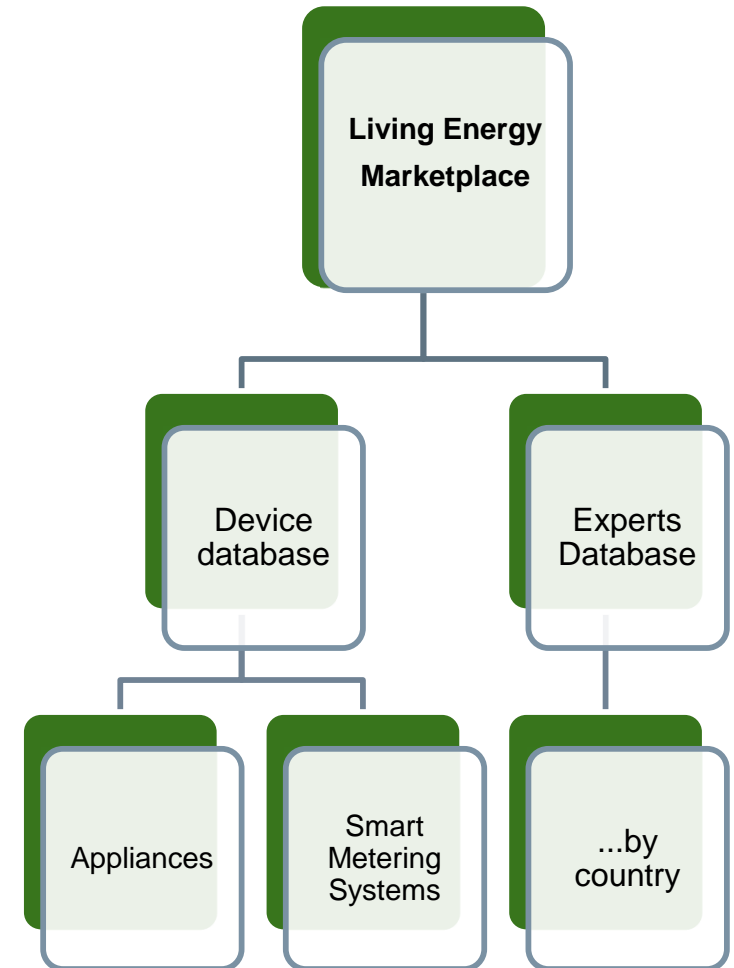 Living Energy
Marketplace
Device
database
Experts
Database
Appliances
Smart
Metering
Systems
...by
country